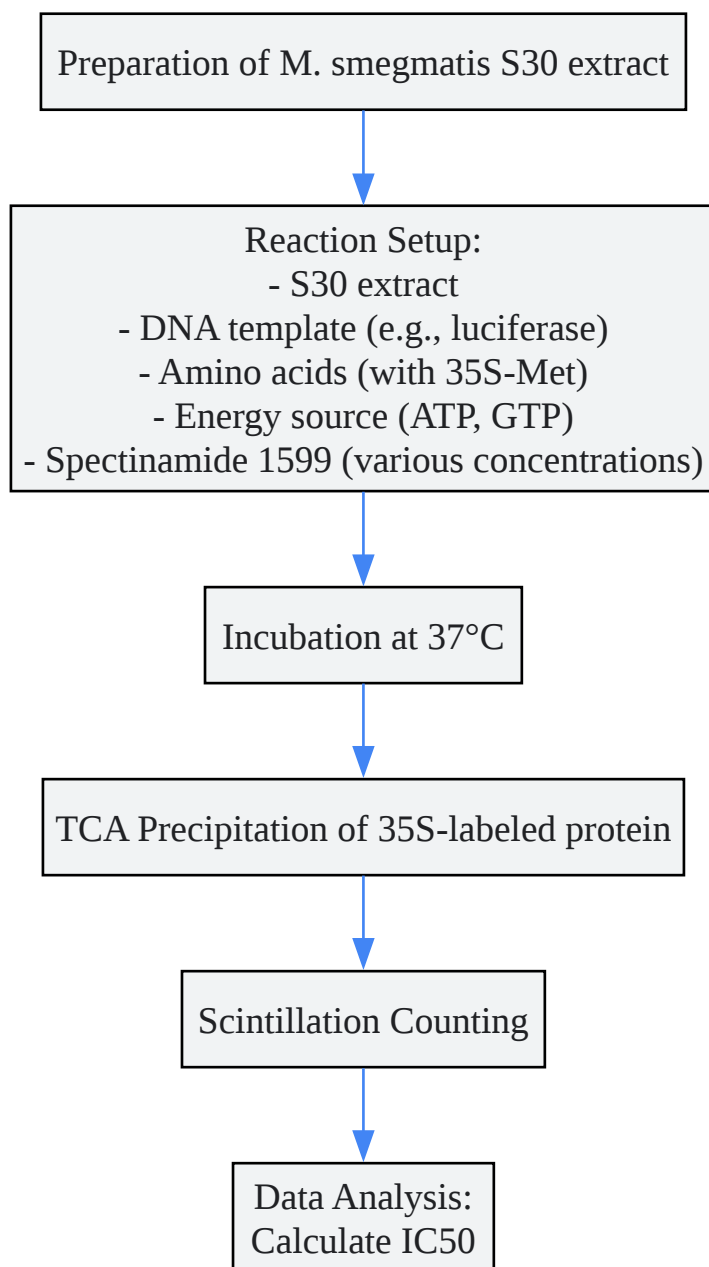 Preparation of M. smegmatis S30 extract
Reaction Setup:
- S30 extract
- DNA template (e.g., luciferase)
- Amino acids (with 35S-Met)
- Energy source (ATP, GTP)
- Spectinamide 1599 (various concentrations)
Incubation at 37°C
TCA Precipitation of 35S-labeled protein
Scintillation Counting
Data Analysis:
Calculate IC50